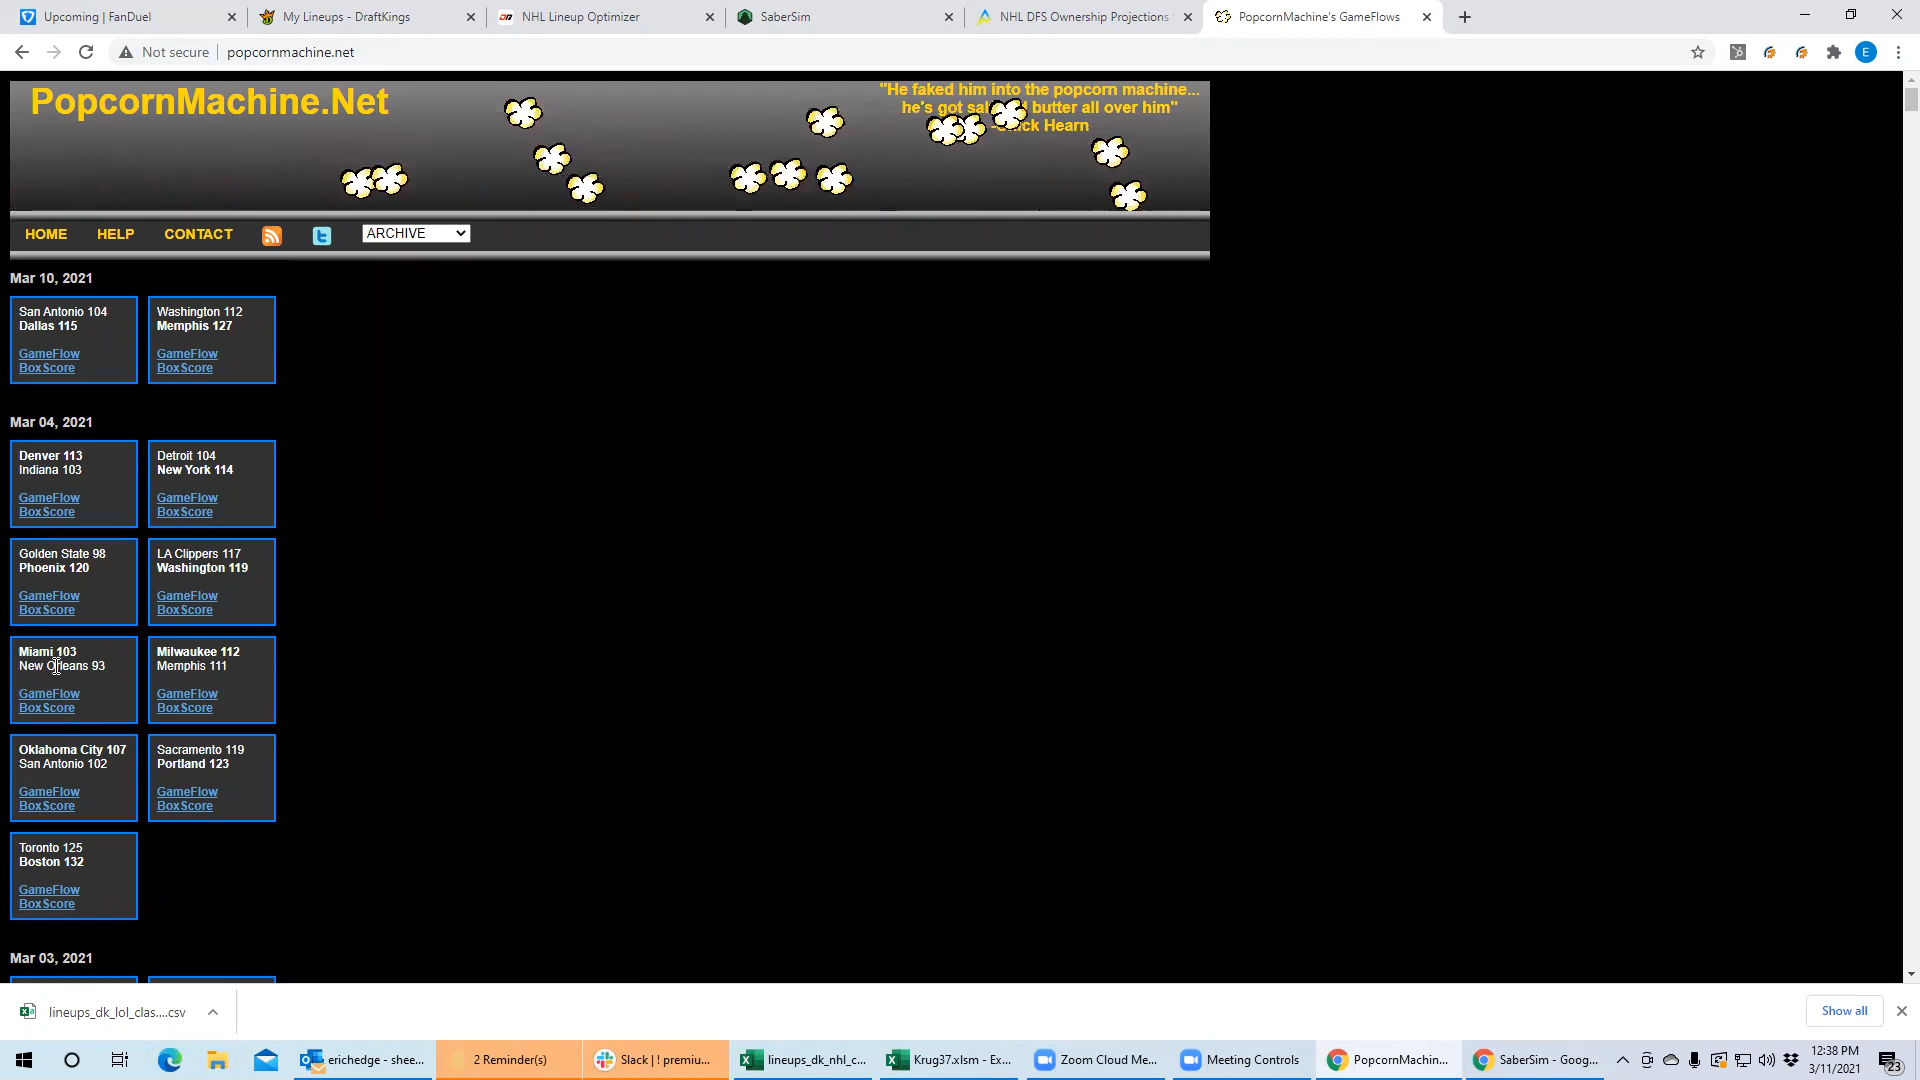 Upcoming | FanDuel
My Lineups - DraftKings
NHL Lineup Optimizer
SaberSim
NHL DFS Ownership Projections
PopcornMachine's GameFlows
Not secure
popcornmachine.net
E
PopcornMachine.Net
"He faked him into the popcorn machine...
he's got butter all over him"
Hearn
HOME
HELP
CONTACT
ARCHIVE
Mar 10, 2021
San Antonio 104
Dallas 115
GameFlow
BoxScore
Washington 112
Memphis 127
GameFlow
BoxScore
Mar 04, 2021
Denver 113
Indiana 103
GameFlow
BoxScore
Detroit 104
New York 114
GameFlow
BoxScore
Golden State 98
Phoenix 120
GameFlow
BoxScore
LA Clippers 117
Washington 119
GameFlow
BoxScore
Miami 103
New Orleans 93
GameFlow
BoxScore
Milwaukee 112
Memphis 111
GameFlow
BoxScore
Oklahoma City 107
San Antonio 102
GameFlow
BoxScore
Sacramento 119
Portland 123
GameFlow
BoxScore
Toronto 125
Boston 132
GameFlow
BoxScore
Mar 03, 2021
lineups_dk_lol_clas....csv
Show all
erichedge - shee...
2 Reminder(s)
Slack | ! premiu...
lineups_dk_nhl_c...
Krug37.xlsm - Ex...
Zoom Cloud Me...
Meeting Controls
PopcornMachin...
SaberSim - Goog...
12:38 PM
3/11/2021
23